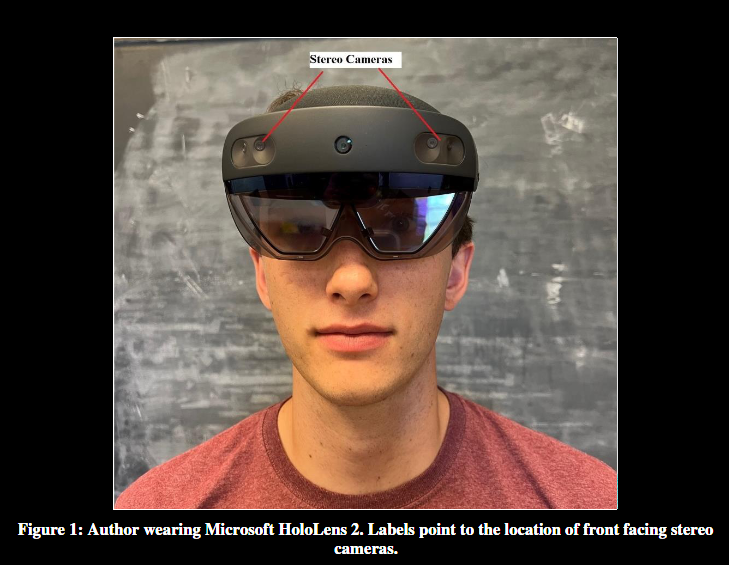 Stereo Cameras
Figure 1: Author wearing Microsoft HoloLens 2. Labels point to the location of front facing stereo
cameras.